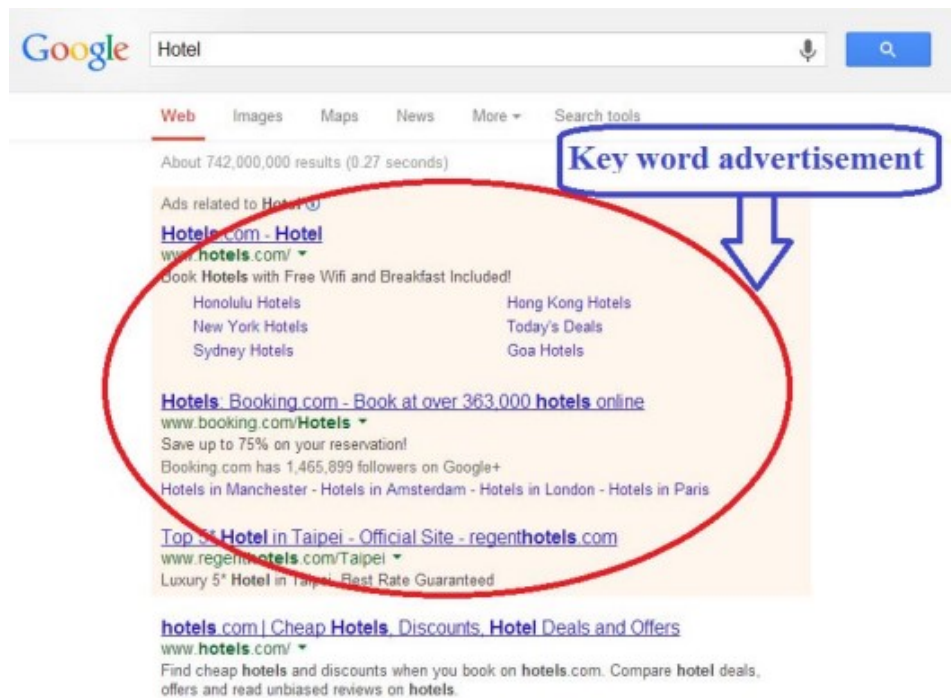 Google Hotel
Web Images Maps News More Search tools
About 742,000,000 results (0.27 seconds)
Key word advertisement
Ads related to Hotel
Hotels.com - Hotel
www.hotels.com/
Book Hotels with Free Wifi and Breakfast Included!
Honolulu Hotels Hong Kong Hotels
New York Hotels Today's Deals
Sydney Hotels Goa Hotels
Hotels: Booking.com - Book at over 363,000 hotels online
www.booking.com/Hotels
Save up to 75% on your reservation!
Booking.com has 1,465,899 followers on Google+
Hotels in Manchester - Hotels in Amsterdam - Hotels in London - Hotels in Paris
Top 5* Hotel in Taipei - Official Site - regenthotels.com
www.regenthotels.com/Taipei
Luxury 5* Hotel in Taipei, Best Rate Guaranteed
hotels.com | Cheap Hotels, Discounts, Hotel Deals and Offers
www.hotels.com/
Find cheap hotels and discounts when you book on hotels.com. Compare hotel deals,
offers and read unbiased reviews on hotels.